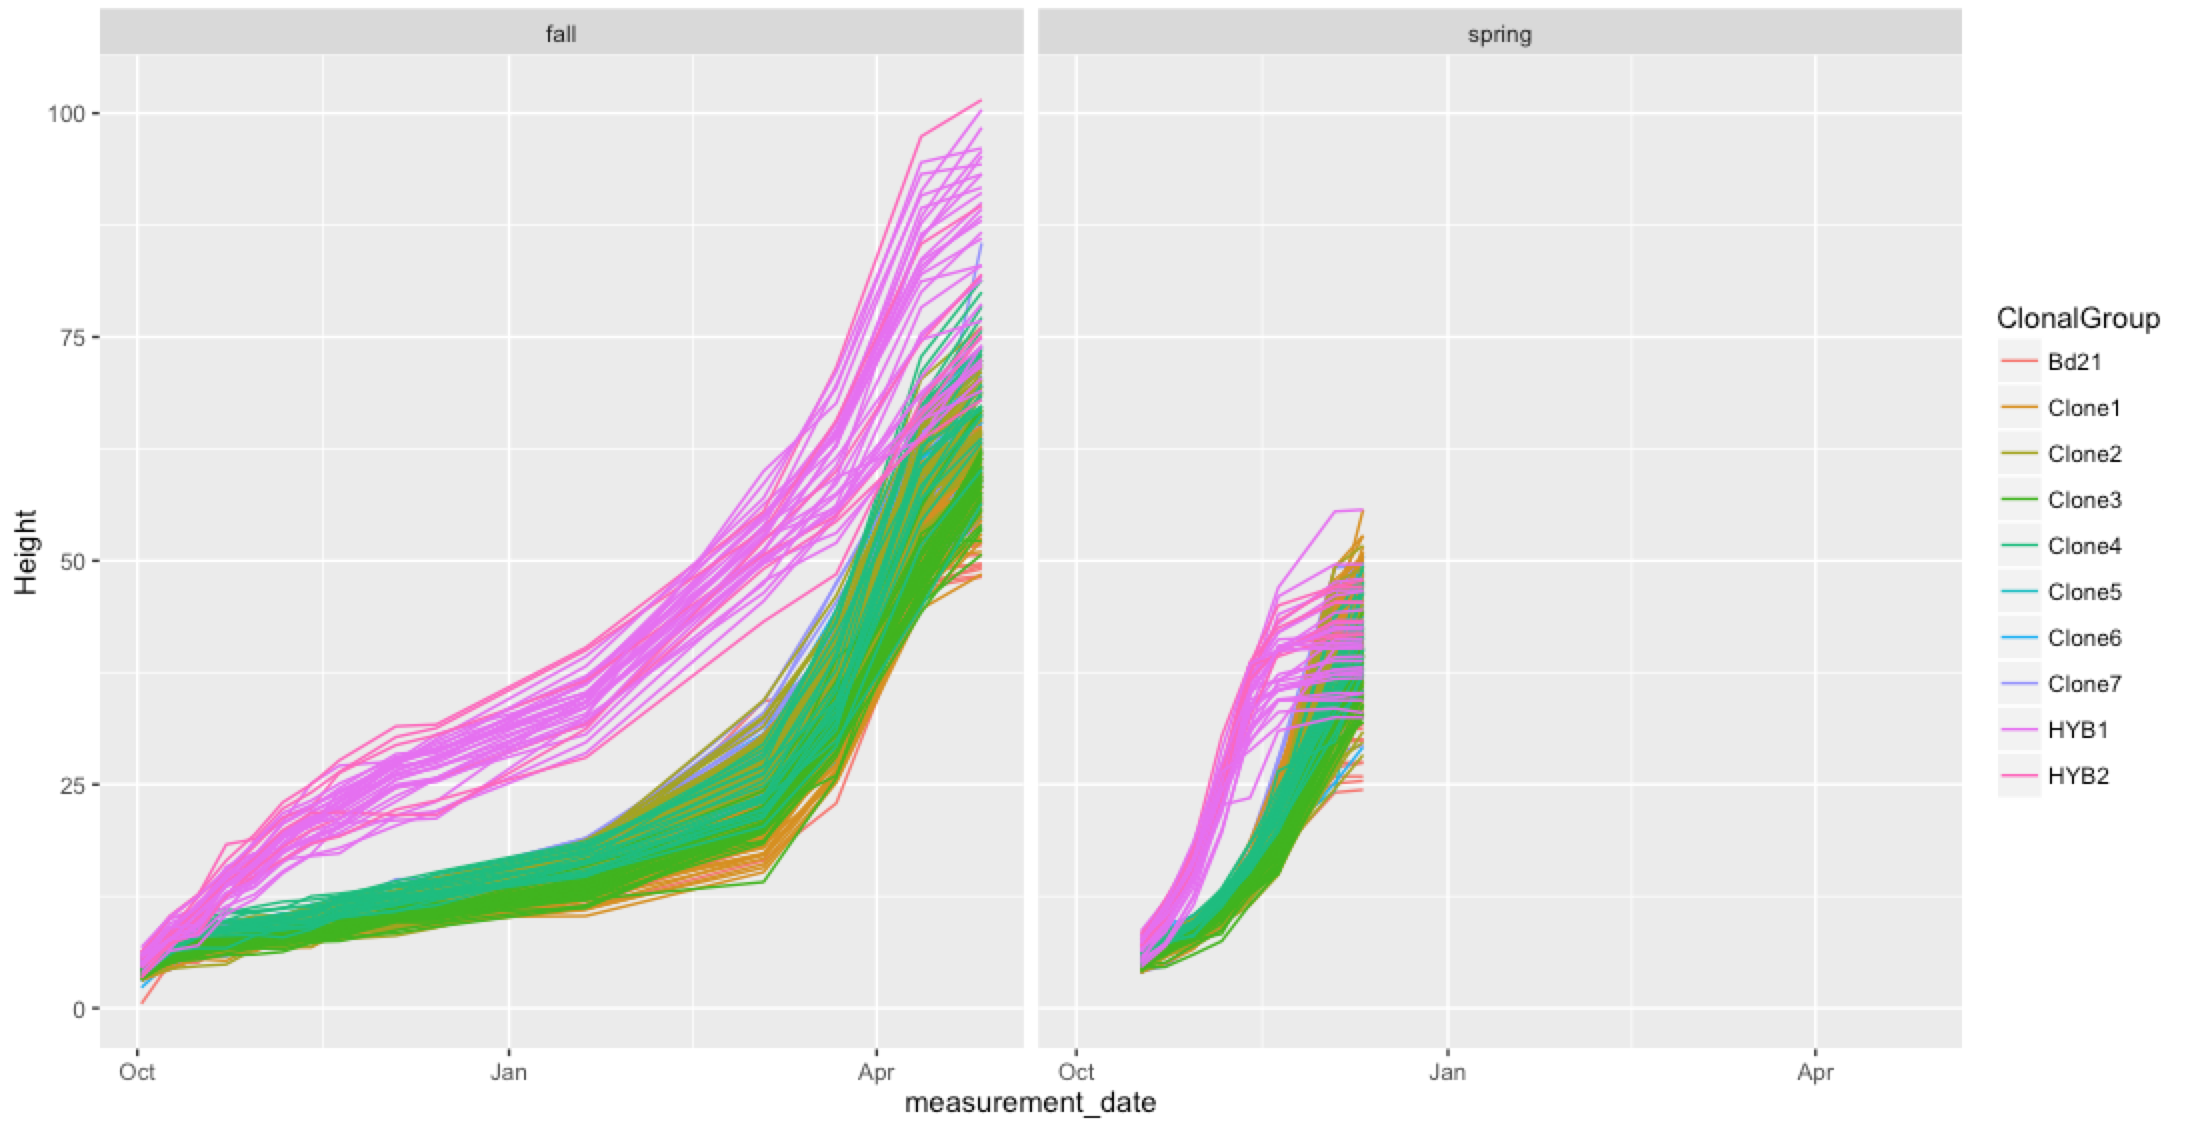 fall
spring
100
75
50
25
0
Height
Oct
Jan
Apr
Oct
Jan
Apr
measurement_date
ClonalGroup
Bd21
Clone1
Clone2
Clone3
Clone4
Clone5
Clone6
Clone7
HYB1
HYB2